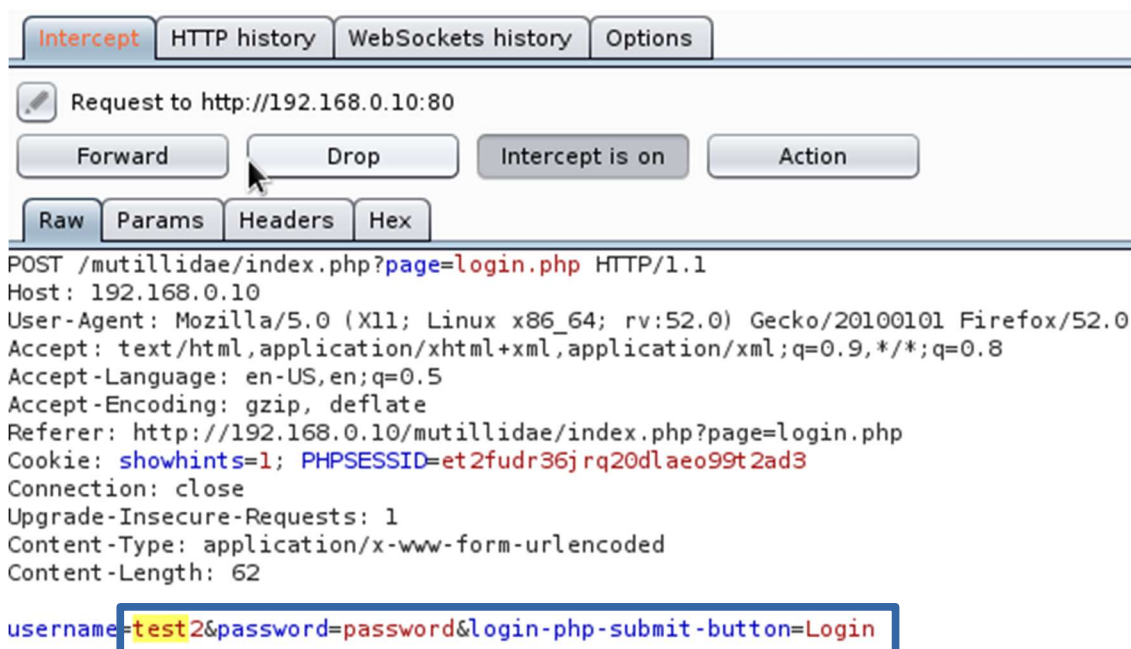 Intercept HTTP history WebSockets history Options
Request to http://192.168.0.10:80
Forward Drop Intercept is on Action
Raw Params Headers Hex
POST /mutillidae/index.php?page=login.php HTTP/1.1
Host: 192.168.0.10
User-Agent: Mozilla/5.0 (X11; Linux x86_64; rv:52.0) Gecko/20100101 Firefox/52.0
Accept: text/html,application/xhtml+xml,application/xml;q=0.9,*/*;q=0.8
Accept-Language: en-US,en;q=0.5
Accept-Encoding: gzip, deflate
Referer: http://192.168.0.10/mutillidae/index.php?page=login.php
Cookie: showhints=1; PHPSESSID=et2fudr36jrq20dlaeo99t2ad3
Connection: close
Upgrade-Insecure-Requests: 1
Content-Type: application/x-www-form-urlencoded
Content-Length: 62
username=test2&password=password&login-php-submit-button=Login